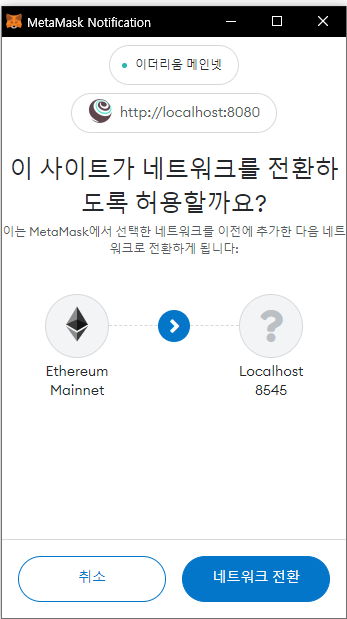 MetaMask Notification
이더리움 메인넷
http://localhost:8080
이 사이트가 네트워크를 전환하
도록 허용할까요?
이는 MetaMask에서 선택한 네트워크를 이전에 추가한 다음 네트
워크로 전환하게 됩니다:
Ethereum
Mainnet
Localhost
8545
취소
네트워크 전환